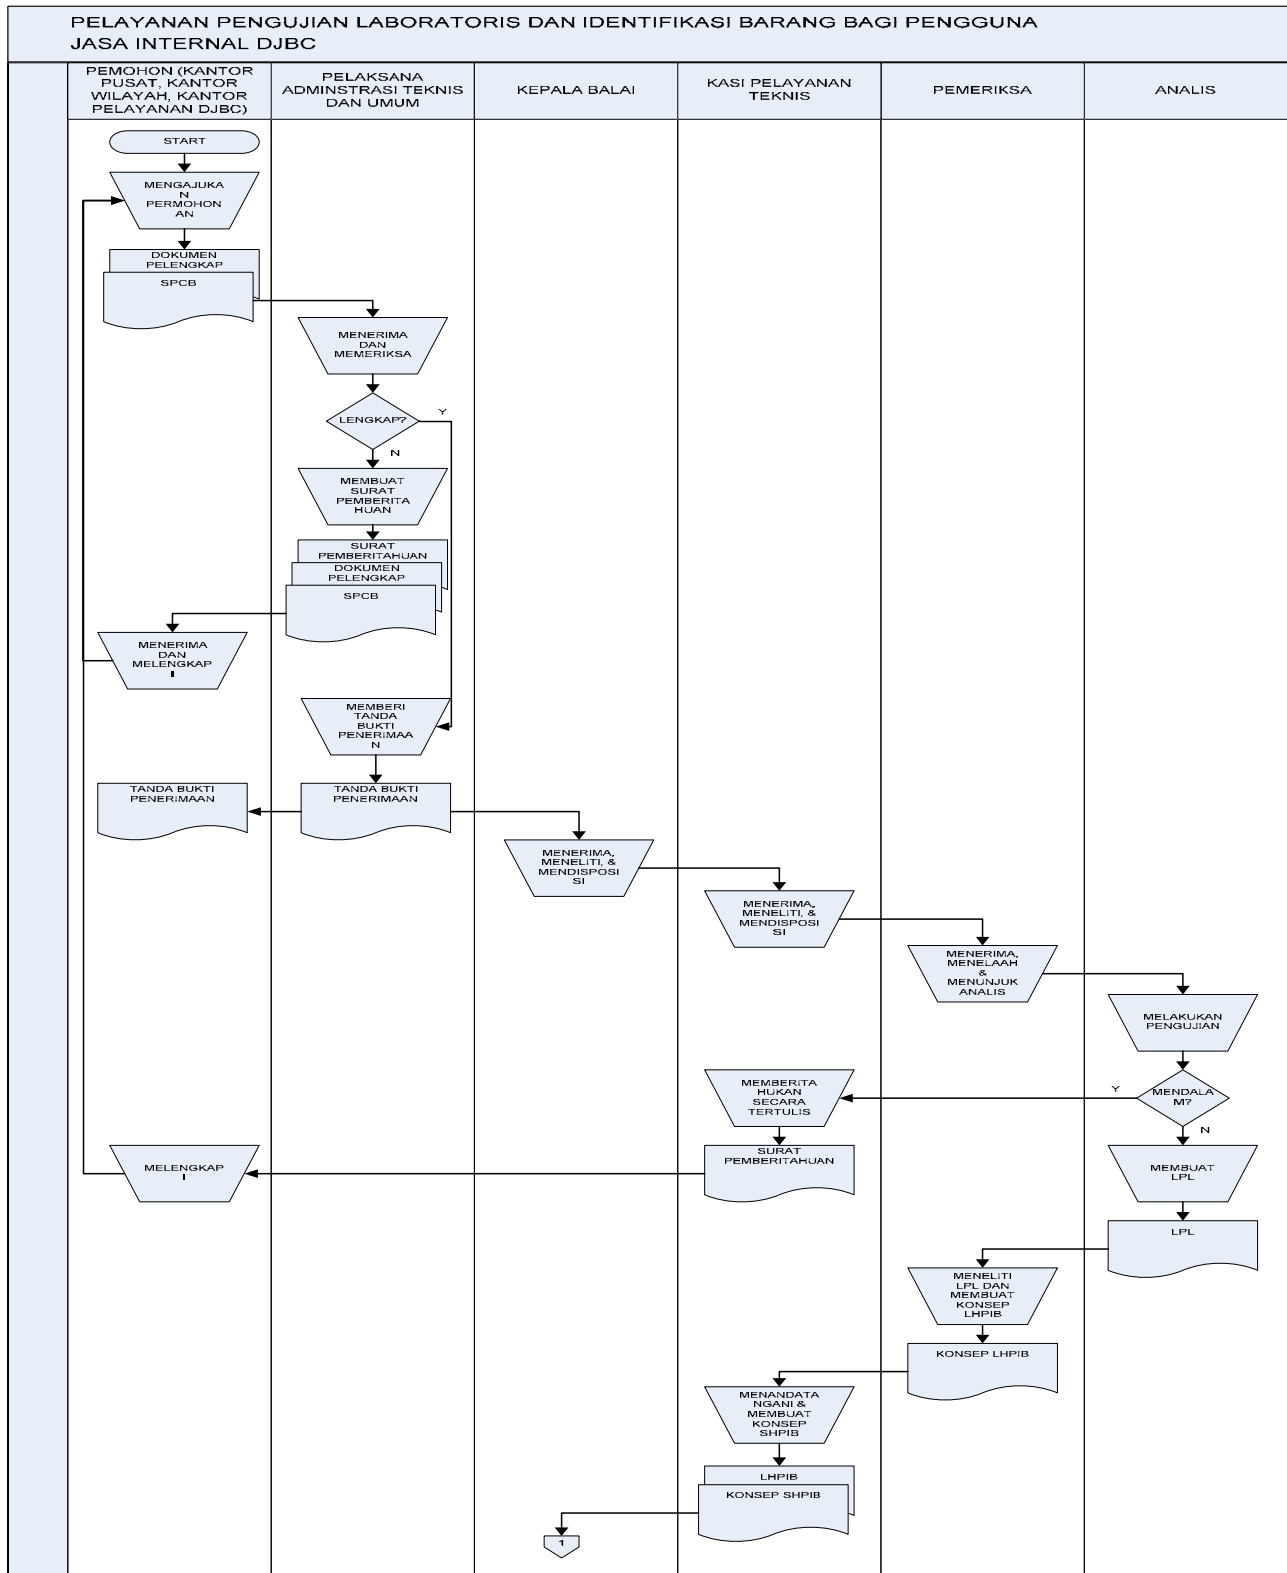 PELAYANAN PENGUJIAN LABORATORIS DAN IDENTIFIKASI BARANG BAGI PENGGUNA
JASA INTERNAL DJBC
PEMOHON (KANTOR
PUSAT, KANTOR
WILAYAH, KANTOR
PELAYANAN DJBC)
PELAKSANA
ADMINSTRASI TEKNIS
DAN UMUM
KEPALA BALAI
KASI PELAYANAN
TEKNIS
PEMERIKSA
ANALIS
START
MENGAJUKA
N
PERMOHON
AN
DOKUMEN
PELENGKAP
SPCB
MENERIMA
DAN
MEMERIKSA
LENGKAP?
Y
N
MEMBUAT
SURAT
PEMBERITA
HUAN
SURAT
PEMBERITAHUAN
DOKUMEN
PELENGKAP
SPCB
MENERIMA
DAN
MELENGKAP
I
MEMBERI
TANDA
BUKTI
PENERIMAA
N
TANDA BUKTI
PENERIMAAN
TANDA BUKTI
PENERIMAAN
MENERIMA,
MENELITI, &
MENDISPOSI
SI
MENERIMA,
MENELITI, &
MENDISPOSI
SI
MENERIMA,
MENELAAH
&
MENUNJUK
ANALIS
MELAKUKAN
PENGUJIAN
MENDALA
M?
Y
N
MEMBERITA
HUKAN
SECARA
TERTULIS
SURAT
PEMBERITAHUAN
MELENGKAP
I
MEMBUAT
LPL
LPL
MENELITI
LPL DAN
MEMBUAT
KONSEP
LHPIB
KONSEP LHPIB
MENANDATA
NGANI &
MEMBUAT
KONSEP
SHPIB
LHPIB
KONSEP SHPIB
1